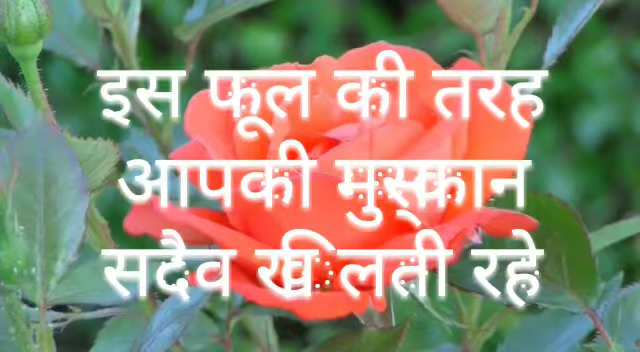 इस फूल की तरह
आपकी मुस्कान
सदैव खिलती रहे